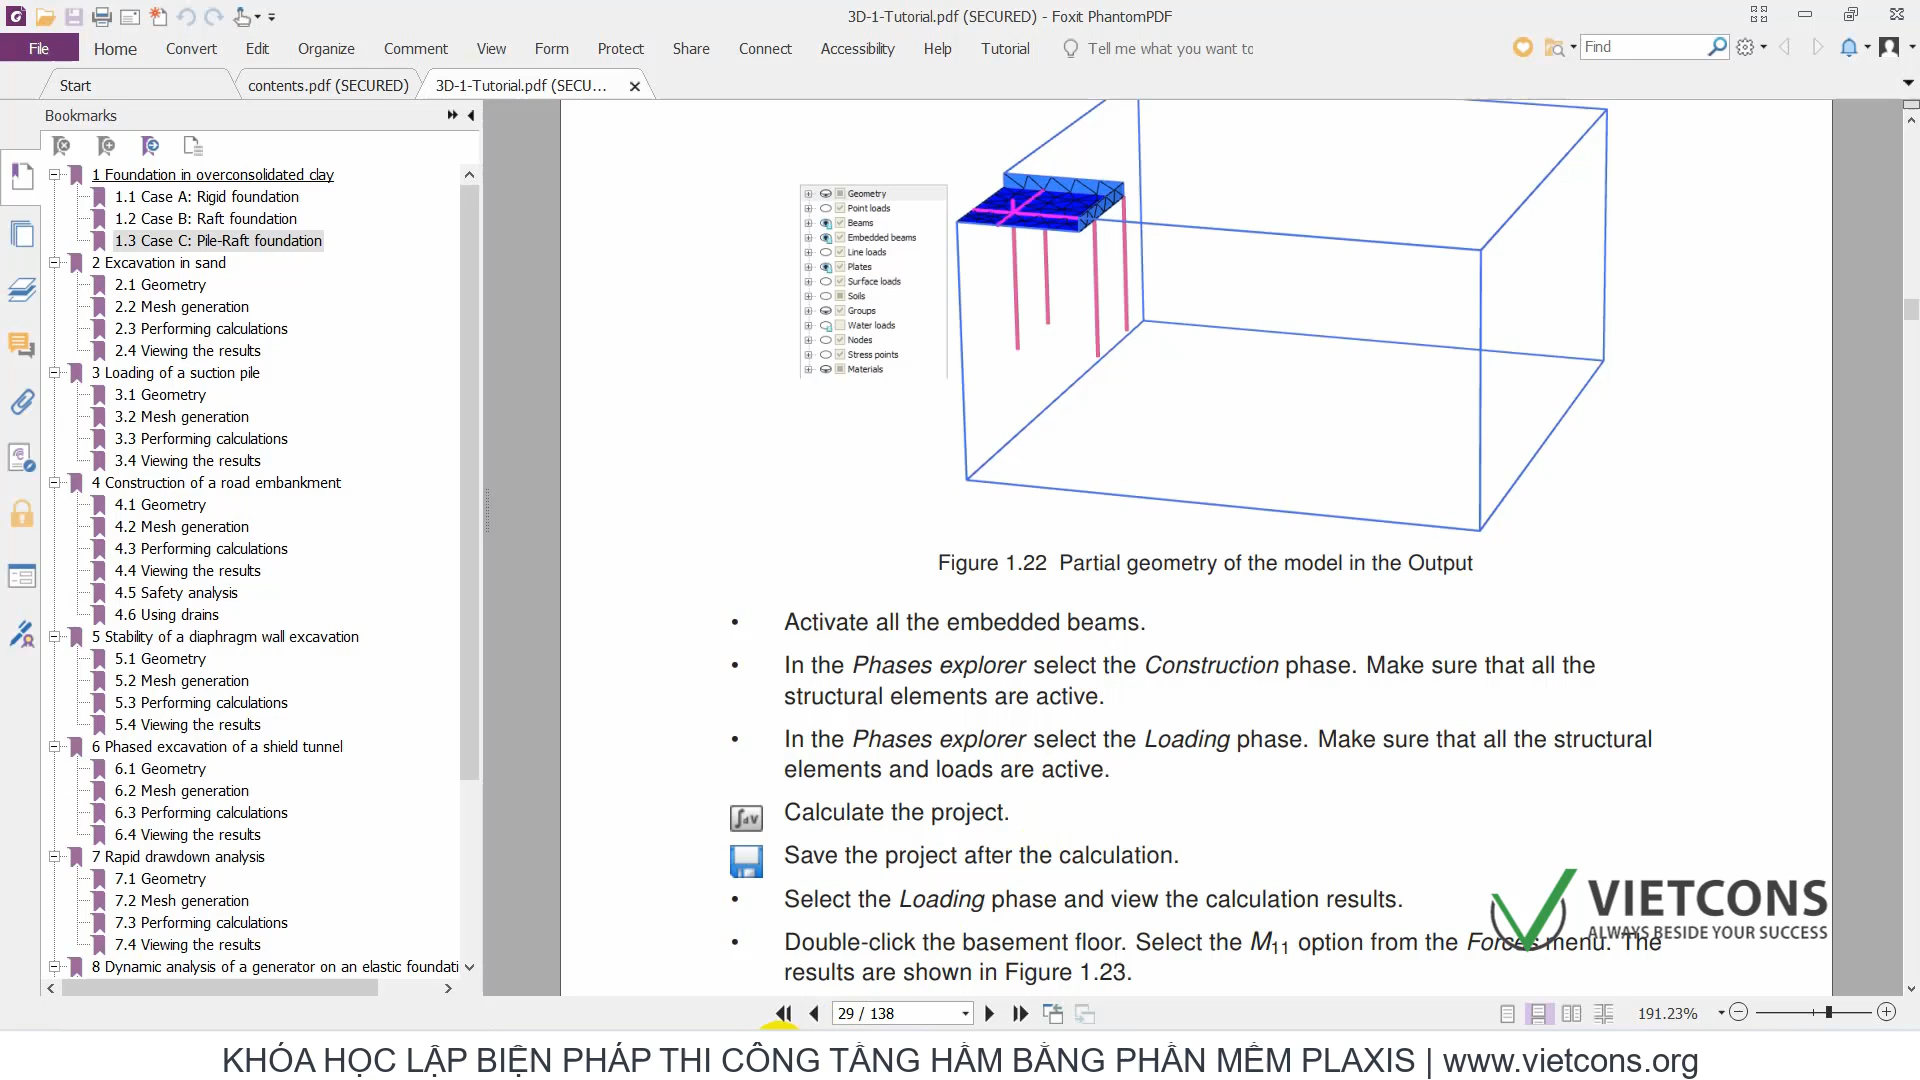 3D-1-Tutorial.pdf (SECURED) - Foxit PhantomPDF
File Home Convert Edit Organize Comment View Form Protect Share Connect Accessibility Help Tutorial Tell me what you want to Find
Start contents.pdf (SECURED) 3D-1-Tutorial.pdf (SECU...
Bookmarks
1 Foundation in overconsolidated clay
1.1 Case A: Rigid foundation
1.2 Case B: Raft foundation
1.3 Case C: Pile-Raft foundation
2 Excavation in sand
2.1 Geometry
2.2 Mesh generation
2.3 Performing calculations
2.4 Viewing the results
3 Loading of a suction pile
3.1 Geometry
3.2 Mesh generation
3.3 Performing calculations
3.4 Viewing the results
4 Construction of a road embankment
4.1 Geometry
4.2 Mesh generation
4.3 Performing calculations
4.4 Viewing the results
4.5 Safety analysis
4.6 Using drains
5 Stability of a diaphragm wall excavation
5.1 Geometry
5.2 Mesh generation
5.3 Performing calculations
5.4 Viewing the results
6 Phased excavation of a shield tunnel
6.1 Geometry
6.2 Mesh generation
6.3 Performing calculations
6.4 Viewing the results
7 Rapid drawdown analysis
7.1 Geometry
7.2 Mesh generation
7.3 Performing calculations
7.4 Viewing the results
8 Dynamic analysis of a generator on an elastic foundati
Geometry
Point loads
Beams
Embedded beams
Line loads
Plates
Surface loads
Soils
Groups
Water loads
Nodes
Stress points
Materials
Figure 1.22 Partial geometry of the model in the Output
• Activate all the embedded beams.
• In the Phases explorer select the Construction phase. Make sure that all the
structural elements are active.
• In the Phases explorer select the Loading phase. Make sure that all the structural
elements and loads are active.
∫dV Calculate the project.
Save the project after the calculation.
• Select the Loading phase and view the calculation results.
• Double-click the basement floor. Select the M11 option from the Forces menu. The
results are shown in Figure 1.23.
VIETCONS
ALWAYS BESIDE YOUR SUCCESS
29 / 138
191.23%
KHÓA HỌC LẬP BIỆN PHÁP THI CÔNG TẦNG HẦM BẰNG PHẦN MỀM PLAXIS | www.vietcons.org